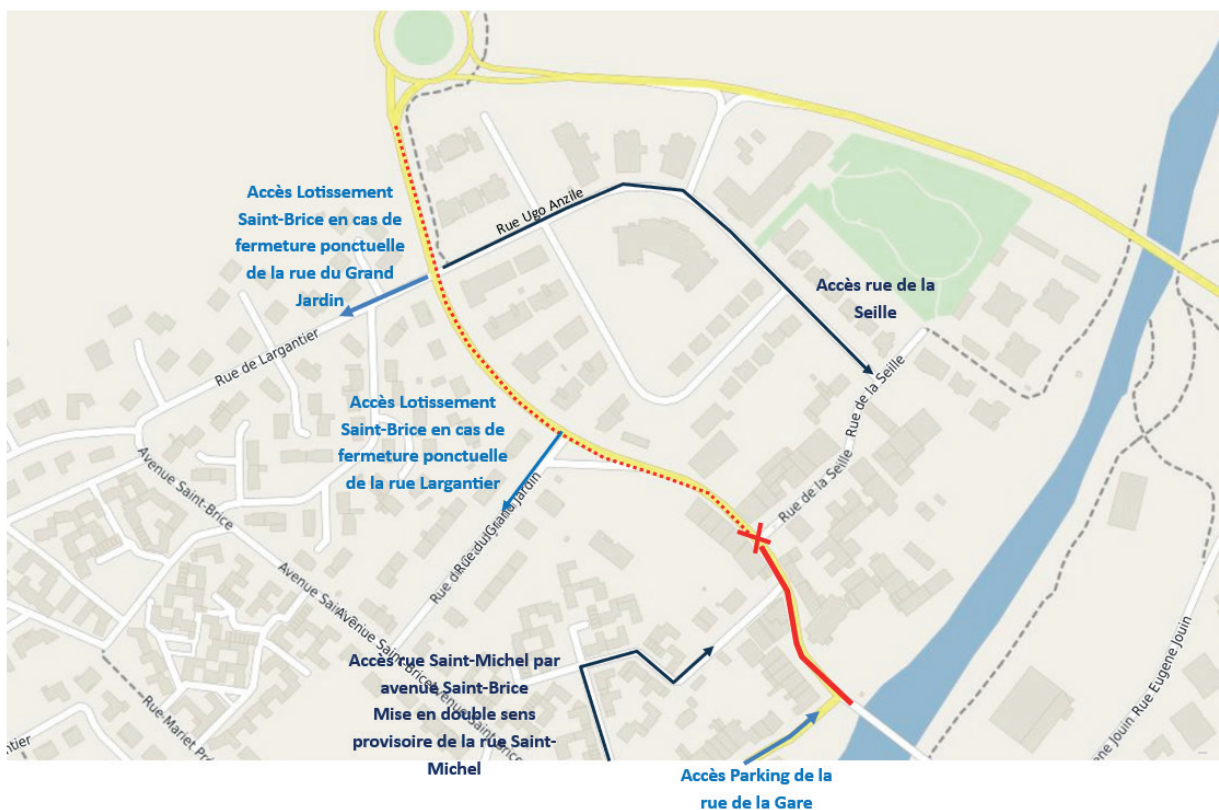 Accès Lotissement
Saint-Brice en cas de
fermeture ponctuelle
de la rue du Grand
Jardin
Rue Ugo Anzile
Accès rue de la
Seille
Rue de Largantier
Rue de la Seille
Accès Lotissement
Saint-Brice en cas de
fermeture ponctuelle
de la rue Largantier
Avenue Saint-Brice
Rue de la Seille
Rue du Grand Jardin
Avenue Saint-Brice
Avenue Saint-Brice
Accès rue Saint-Michel par
avenue Saint-Brice
Mise en double sens
provisoire de la rue Saint-
Michel
Rue Eugene Jouin
Accès Parking de la
rue de la Gare